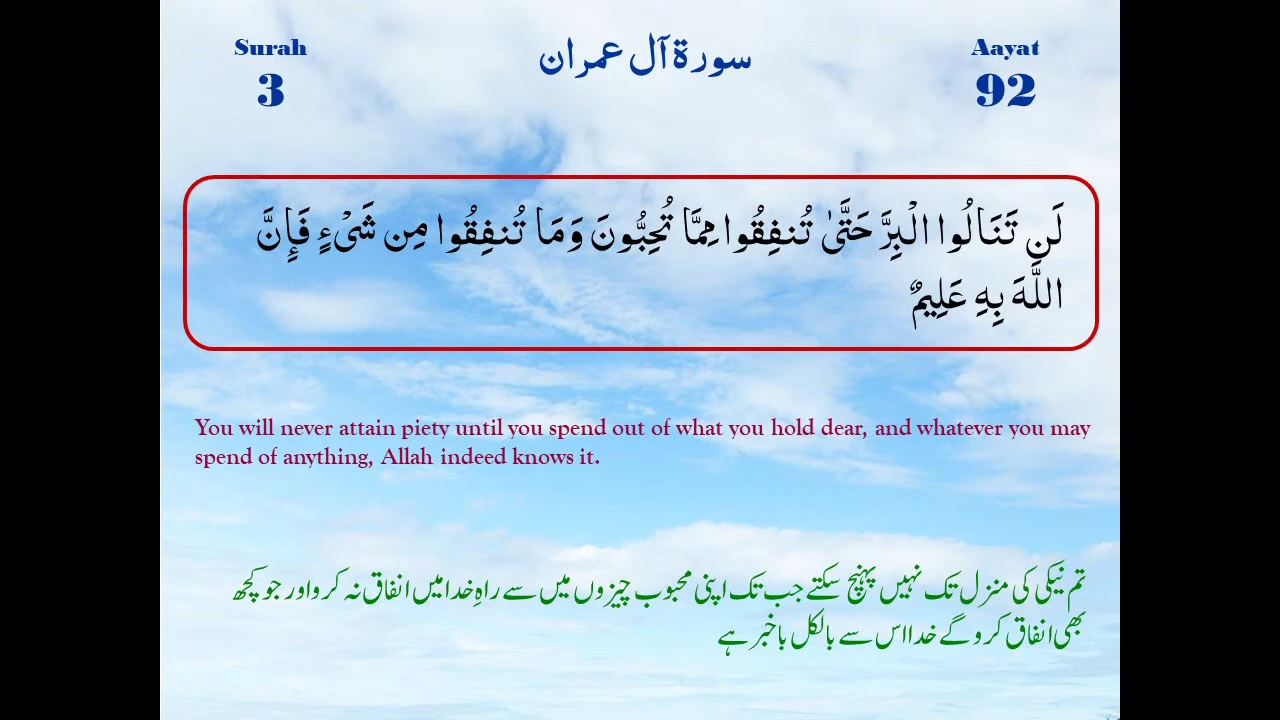 Surah
3
سورة آل عمران
Aayat
92
لَن تَنَالُوا الْبِرَّ حَتَّىٰ تُنفِقُوا مِمَّا تُحِبُّونَ وَمَا تُنفِقُوا مِن شَيْءٍ فَإِنَّ
اللَّهَ بِهِ عَلِيمٌ
You will never attain piety until you spend out of what you hold dear, and whatever you may
spend of anything, Allah indeed knows it.
تم نیکی کی منزل تک نہیں پہنچ سکتے جب تک اپنی محبوب چیزوں میں سے راہِ خدا میں انفاق نہ کرو اور جو کچھ
بھی انفاق کرو گے خدا اس سے بالکل باخبر ہے